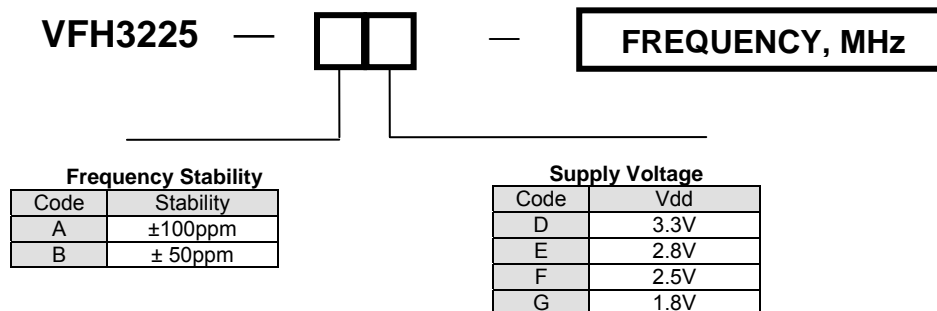 VFH3225 — — FREQUENCY, MHz
Frequency Stability
Code Stability
A ±100ppm
B ± 50ppm
Supply Voltage
Code Vdd
D 3.3V
E 2.8V
F 2.5V
G 1.8V